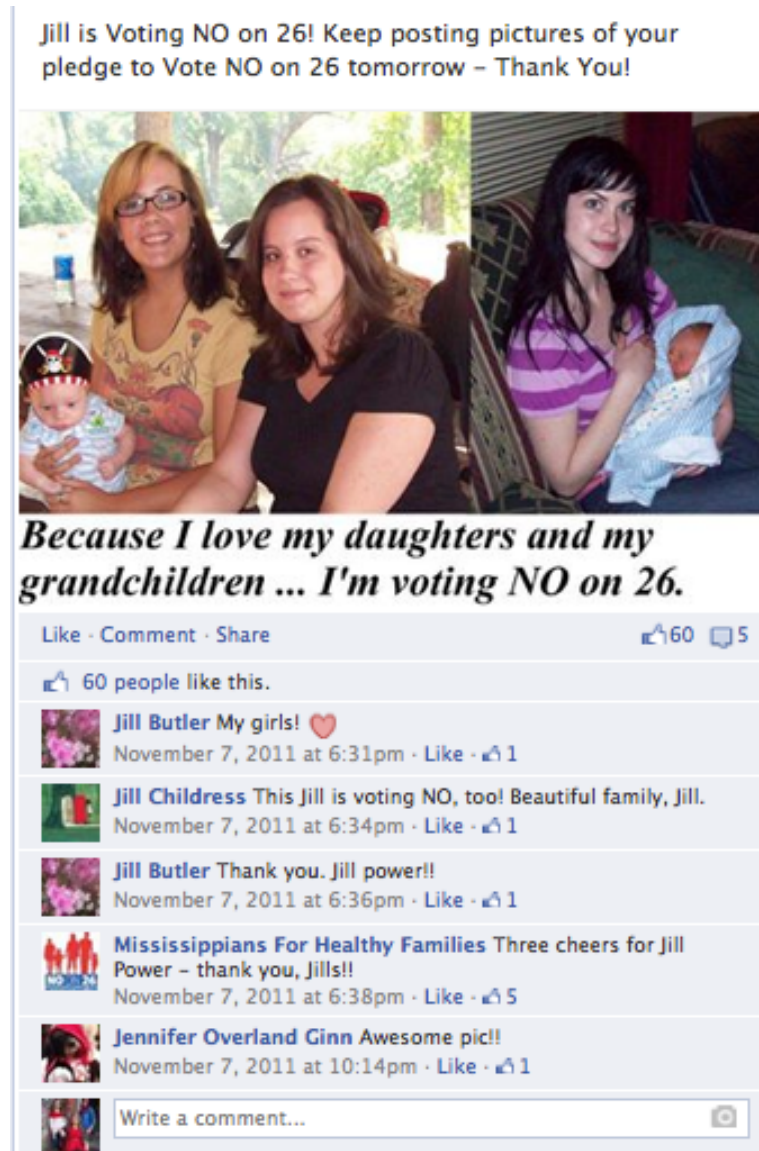 Jill is Voting NO on 26! Keep posting pictures of your
pledge to Vote NO on 26 tomorrow – Thank You!
Because I love my daughters and my
grandchildren ... I'm voting NO on 26.
Like · Comment · Share 60 5
60 people like this.
Jill Butler My girls!
November 7, 2011 at 6:31pm · Like · 1
Jill Childress This Jill is voting NO, too! Beautiful family, Jill.
November 7, 2011 at 6:34pm · Like · 1
Jill Butler Thank you. Jill power!!
November 7, 2011 at 6:36pm · Like · 1
Mississippians For Healthy Families Three cheers for Jill
Power – thank you, Jills!!
November 7, 2011 at 6:38pm · Like · 5
NO ON 26
Jennifer Overland Ginn Awesome pic!!
November 7, 2011 at 10:14pm · Like · 1
Write a comment...